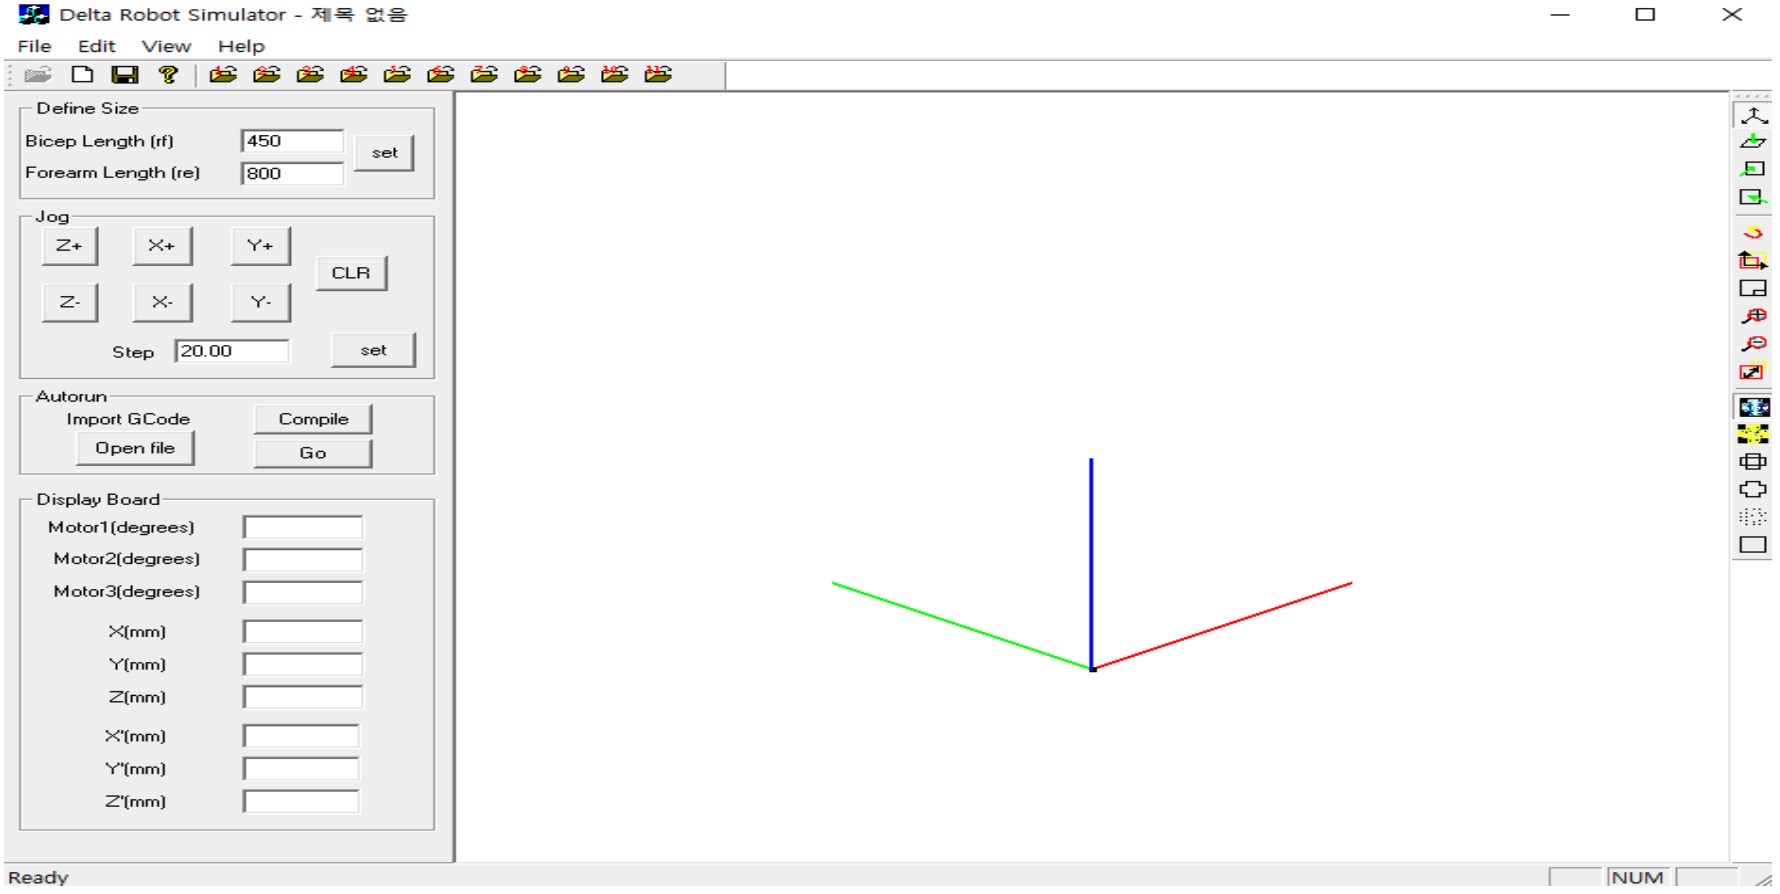 Delta Robot Simulator - 제목 없음
File Edit View Help
Define Size
Bicep Length (rf) 450
set
Forearm Length (re) 800
Jog
Z+ X+ Y+
CLR
Z- X- Y-
Step 20.00 set
Autorun
Import GCode Compile
Open file Go
Display Board
Motor1(degrees)
Motor2(degrees)
Motor3(degrees)
X(mm)
Y(mm)
Z(mm)
X'(mm)
Y'(mm)
Z'(mm)
Ready NUM